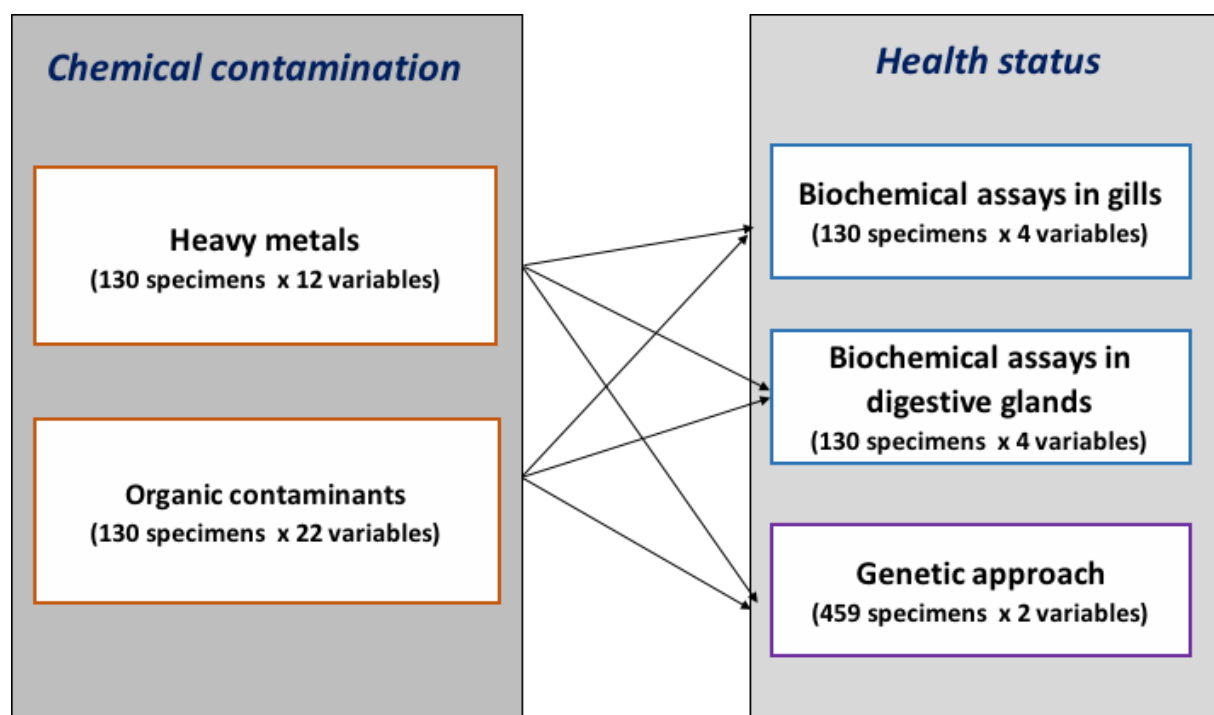 Chemical contamination
Heavy metals
(130 specimens x 12 variables)
Organic contaminants
(130 specimens x 22 variables)
Health status
Biochemical assays in gills
(130 specimens x 4 variables)
Biochemical assays in
digestive glands
(130 specimens x 4 variables)
Genetic approach
(459 specimens x 2 variables)